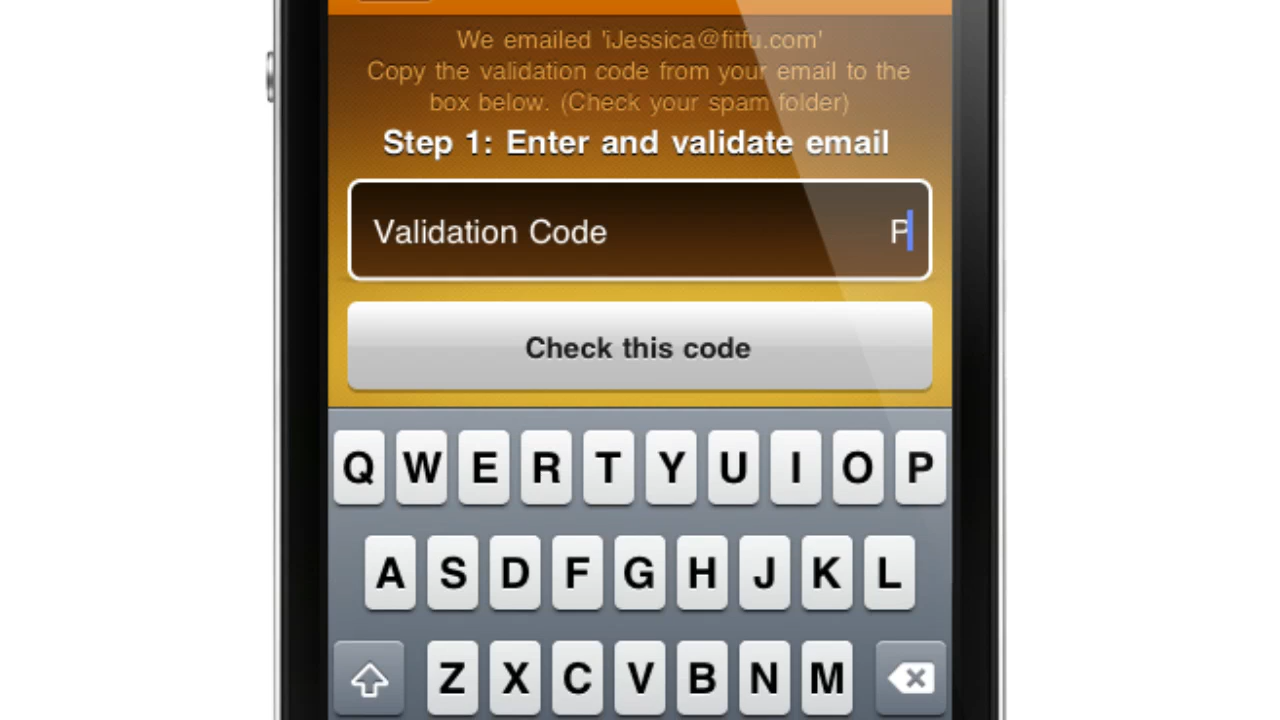 We emailed 'iJessica@fitfu.com'
Copy the validation code from your email to the
box below. (Check your spam folder)
Step 1: Enter and validate email
Validation Code P
Check this code
Q W E R T Y U I O P
A S D F G H J K L
Z X C V B N M